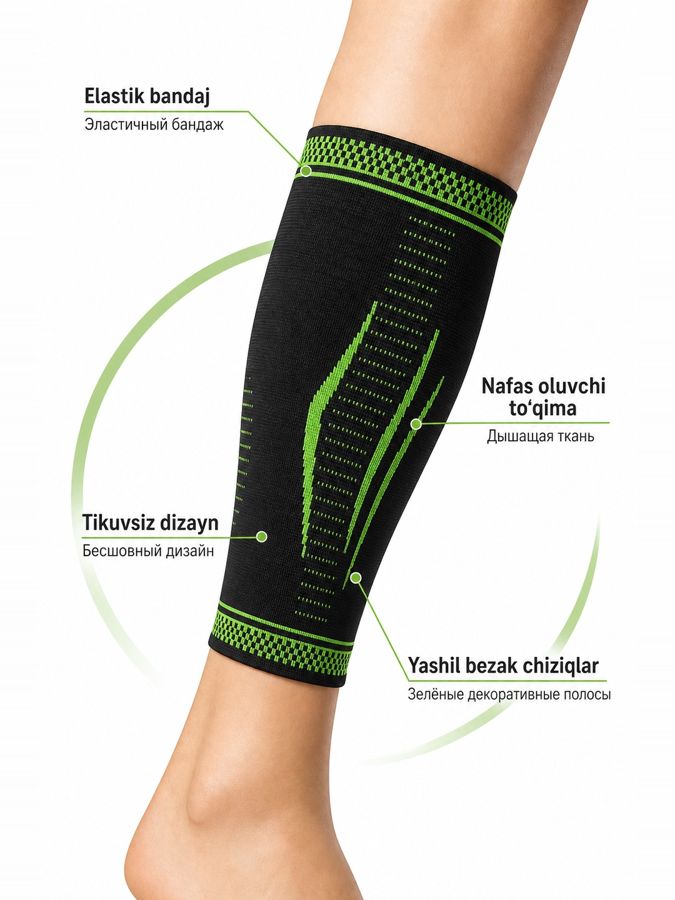 Elastik bandaj
Эластичный бандаж
Nafas oluvchi
to‘qima
Дышащая ткань
Tikuvsiz dizayn
Бесшовный дизайн
Yashil bezak chiziqlar
Зелёные декоративные полосы